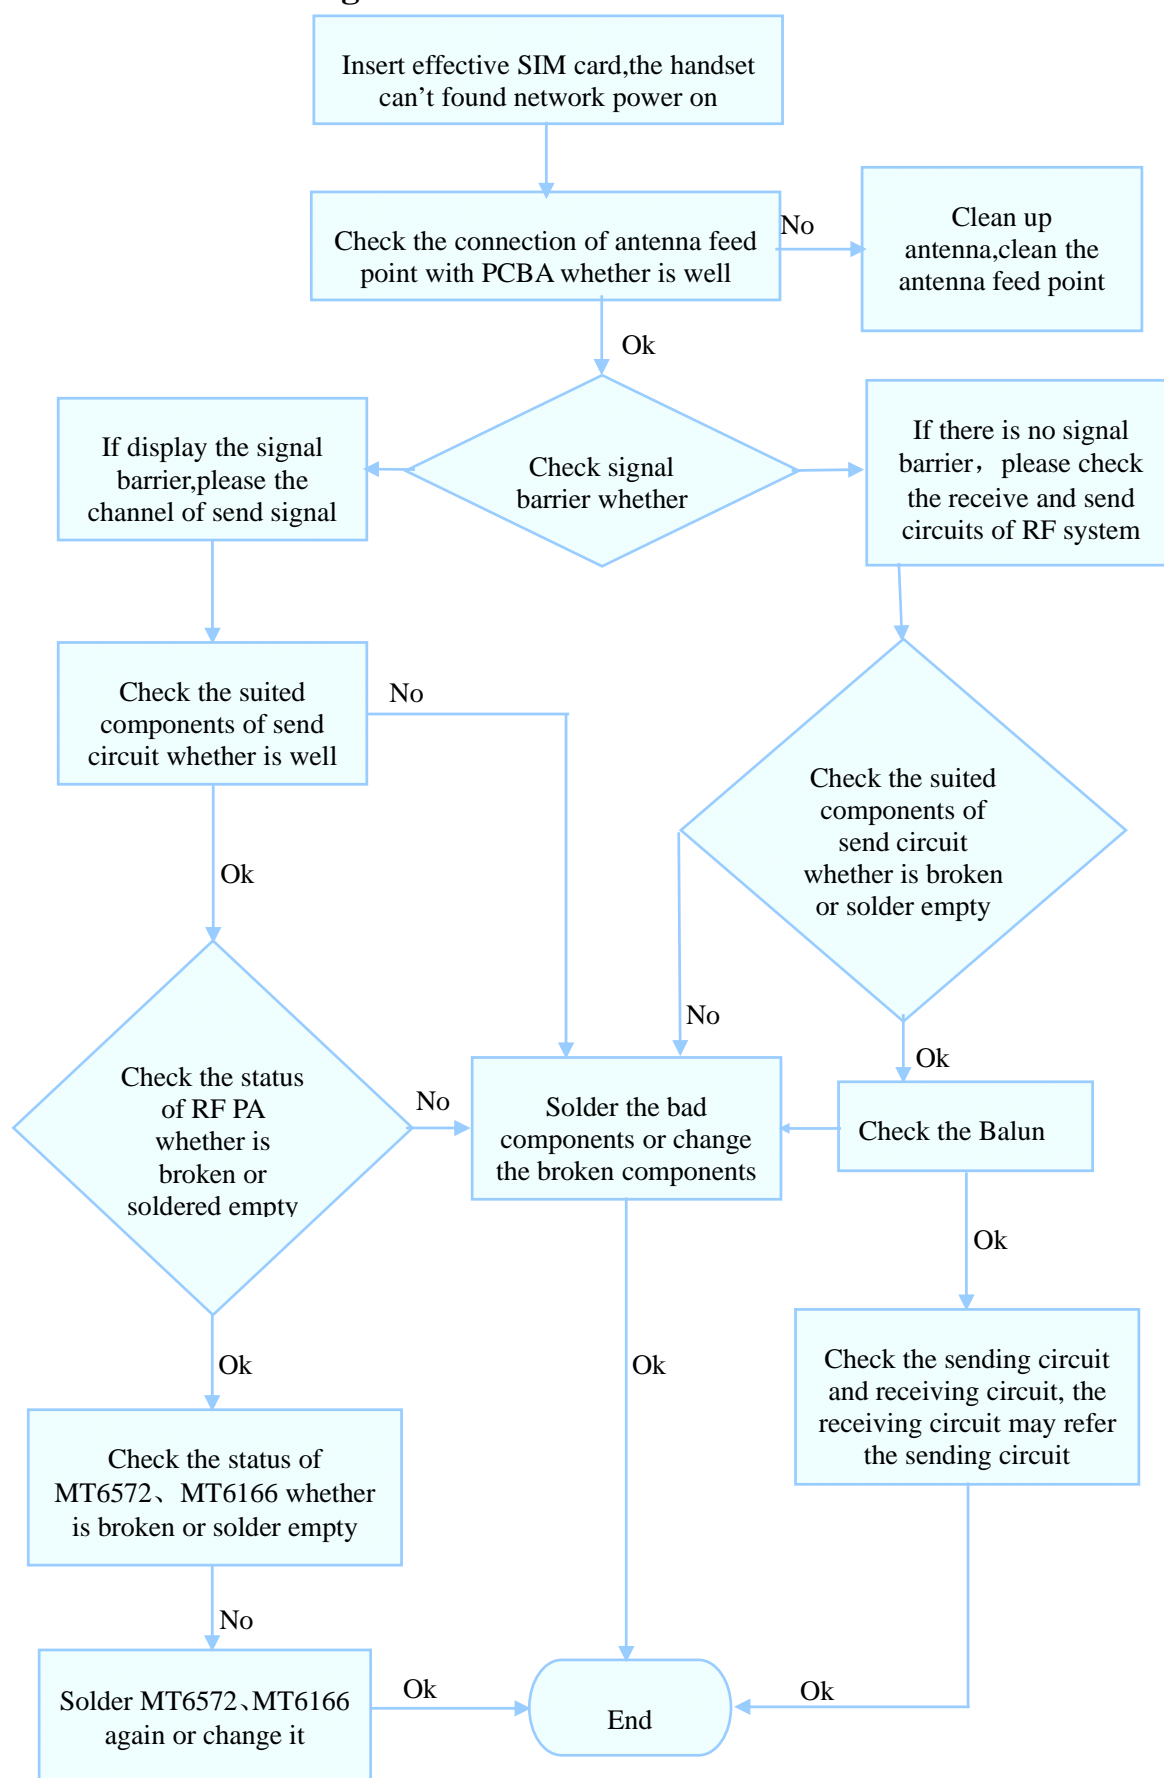 Insert effective SIM card,the handset
can’t found network power on
Check the connection of antenna feed
point with PCBA whether is well
No
Clean up
antenna,clean the
antenna feed point
Ok
If display the signal
barrier,please the
channel of send signal
Check signal
barrier whether
If there is no signal
barrier，please check
the receive and send
circuits of RF system
Check the suited
components of send
circuit whether is well
No
Check the suited
components of
send circuit
whether is broken
or solder empty
Ok
No
Ok
Check the status
of RF PA
whether is
broken or
soldered empty
No
Solder the bad
components or change
the broken components
Check the Balun
Ok
Ok
Ok
Check the sending circuit
and receiving circuit, the
receiving circuit may refer
the sending circuit
Check the status of
MT6572、MT6166 whether
is broken or solder empty
No
Solder MT6572、MT6166
again or change it
Ok
End
Ok